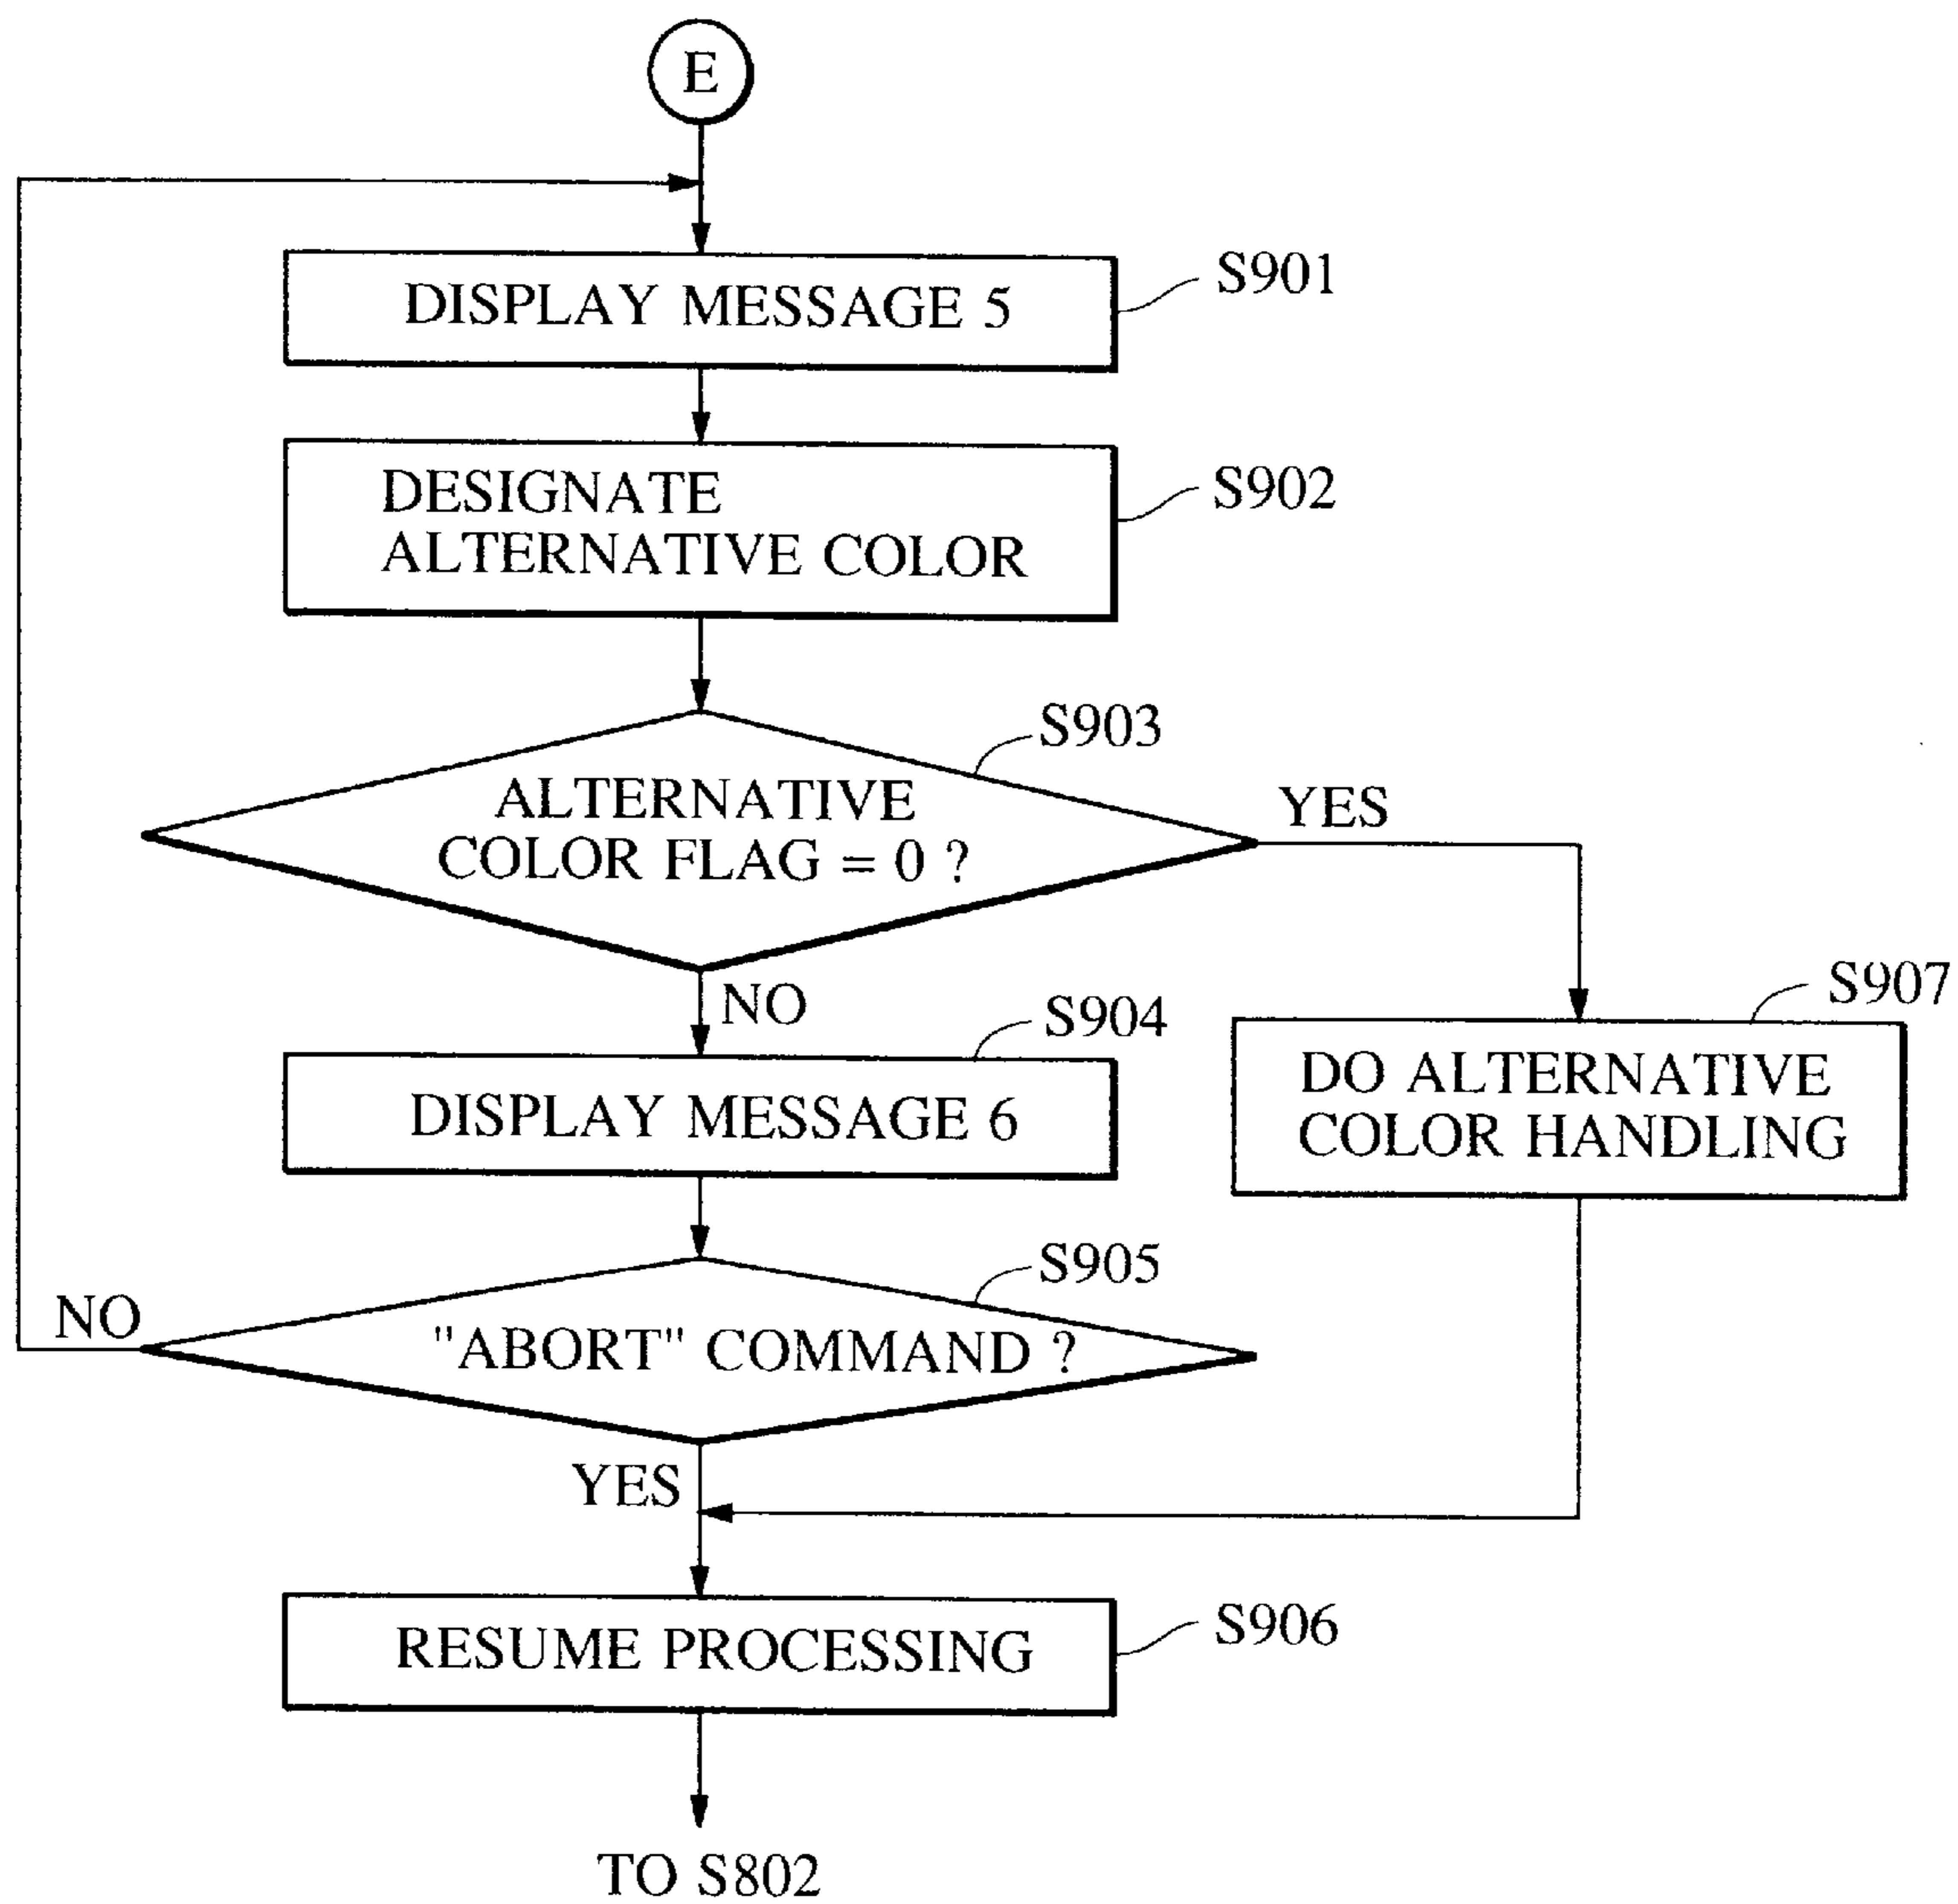 E
DISPLAY MESSAGE 5
S901
DESIGNATE
ALTERNATIVE COLOR
S902
S903
ALTERNATIVE
COLOR FLAG = 0 ?
YES
NO
S904
S907
DISPLAY MESSAGE 6
DO ALTERNATIVE
COLOR HANDLING
S905
NO
"ABORT" COMMAND ?
YES
RESUME PROCESSING
S906
TO S802